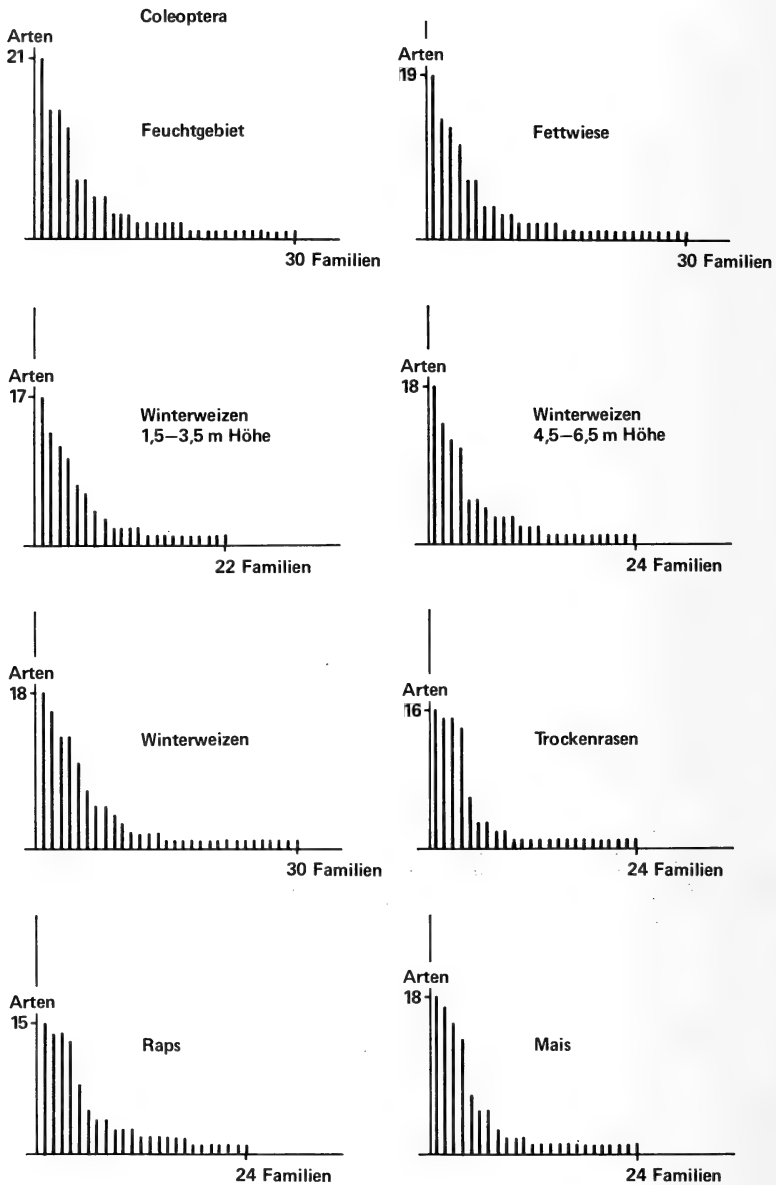 Coleoptera
Arten
21
Feuchtgebiet
30 Familien
Arten
19
Fettwiese
30 Familien
Arten
17
Winterweizen
1,5–3,5 m Höhe
22 Familien
Arten
18
Winterweizen
4,5–6,5 m Höhe
24 Familien
Arten
18
Winterweizen
30 Familien
Arten
16
Trockenrasen
24 Familien
Arten
15
Raps
24 Familien
Arten
18
Mais
24 Familien